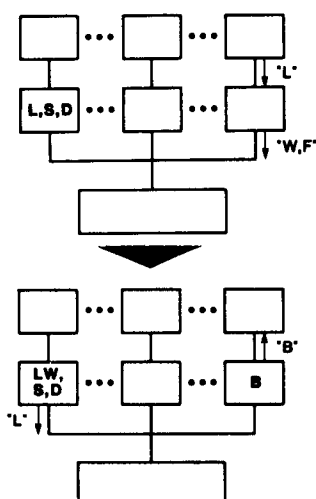 "L"
L,S,D
"W,F"
"B"
LW,
S,D
B
"L"